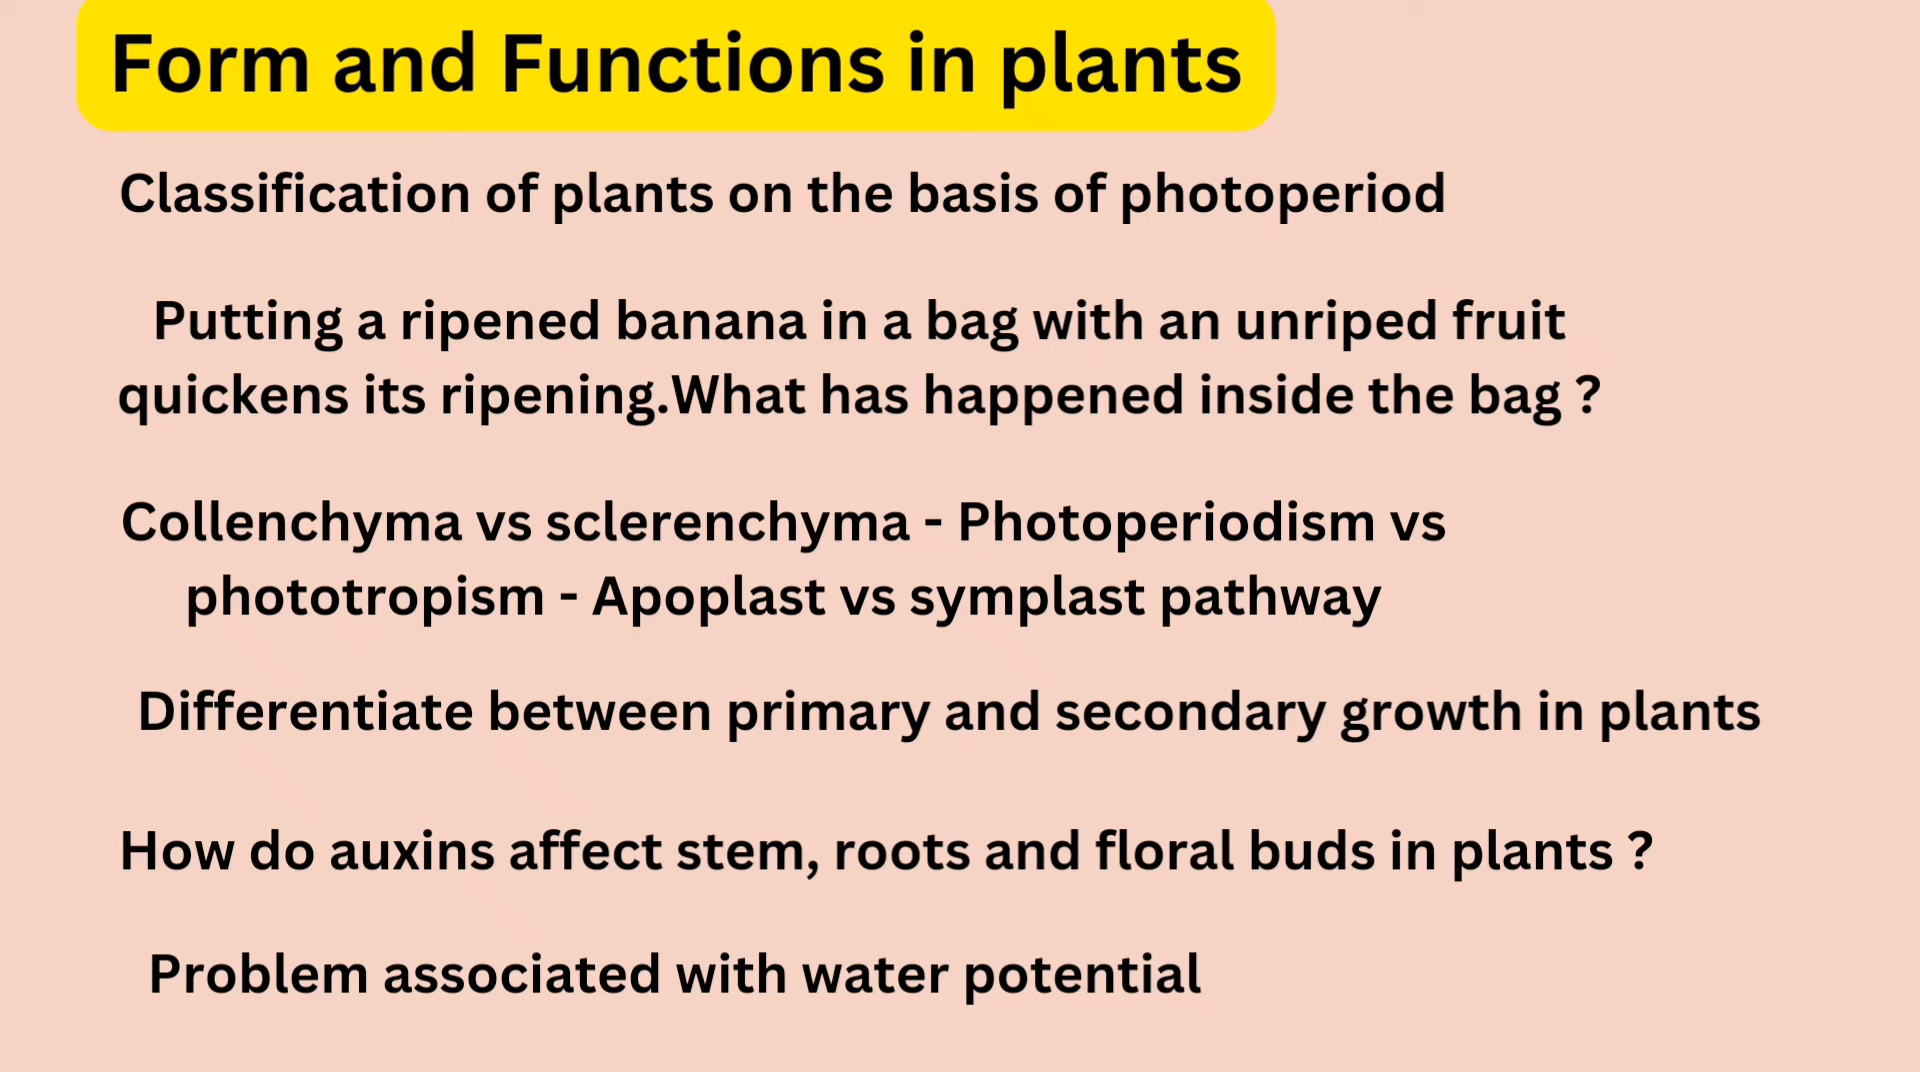 Form and Functions in plants
Classification of plants on the basis of photoperiod
Putting a ripened banana in a bag with an unriped fruit
quickens its ripening.What has happened inside the bag ?
Collenchyma vs sclerenchyma - Photoperiodism vs
phototropism - Apoplast vs symplast pathway
Differentiate between primary and secondary growth in plants
How do auxins affect stem, roots and floral buds in plants ?
Problem associated with water potential